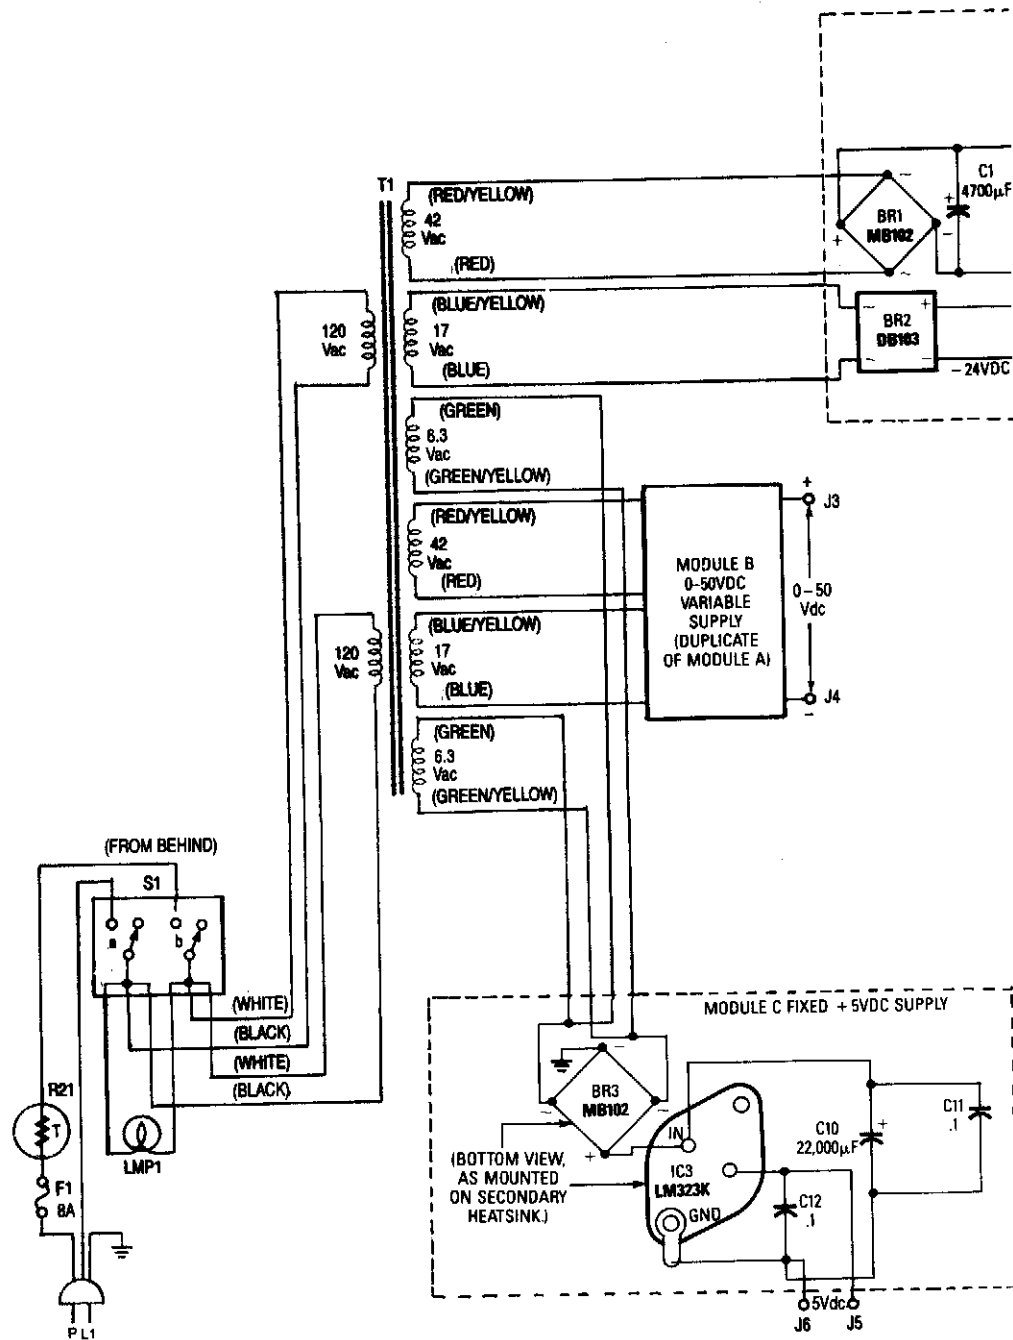 T1
(RED/YELLOW)
42
Vac
(RED)
BR1
MB102
+
~
~
-
C1
4700µF
+
(BLUE/YELLOW)
17
Vac
(BLUE)
120
Vac
~
+
BR2
DB103
~
-
-24VDC
(GREEN)
6.3
Vac
(GREEN/YELLOW)
(RED/YELLOW)
42
Vac
(RED)
MODULE B
0-50VDC
VARIABLE
SUPPLY
(DUPLICATE
OF MODULE A)
+
J3
0-50
Vdc
J4
-
120
Vac
(BLUE/YELLOW)
17
Vac
(BLUE)
(GREEN)
6.3
Vac
(GREEN/YELLOW)
(FROM BEHIND)
S1
a
b
(WHITE)
(BLACK)
(WHITE)
(BLACK)
R21
T
LMP1
F1
8A
PL1
MODULE C FIXED +5VDC SUPPLY
-
BR3
MB102
~
~
+
(BOTTOM VIEW,
AS MOUNTED
ON SECONDARY
HEATSINK.)
IN
IC3
LM323K
GND
C10
22,000µF
+
C11
.1
C12
.1
5Vdc
J6
J5